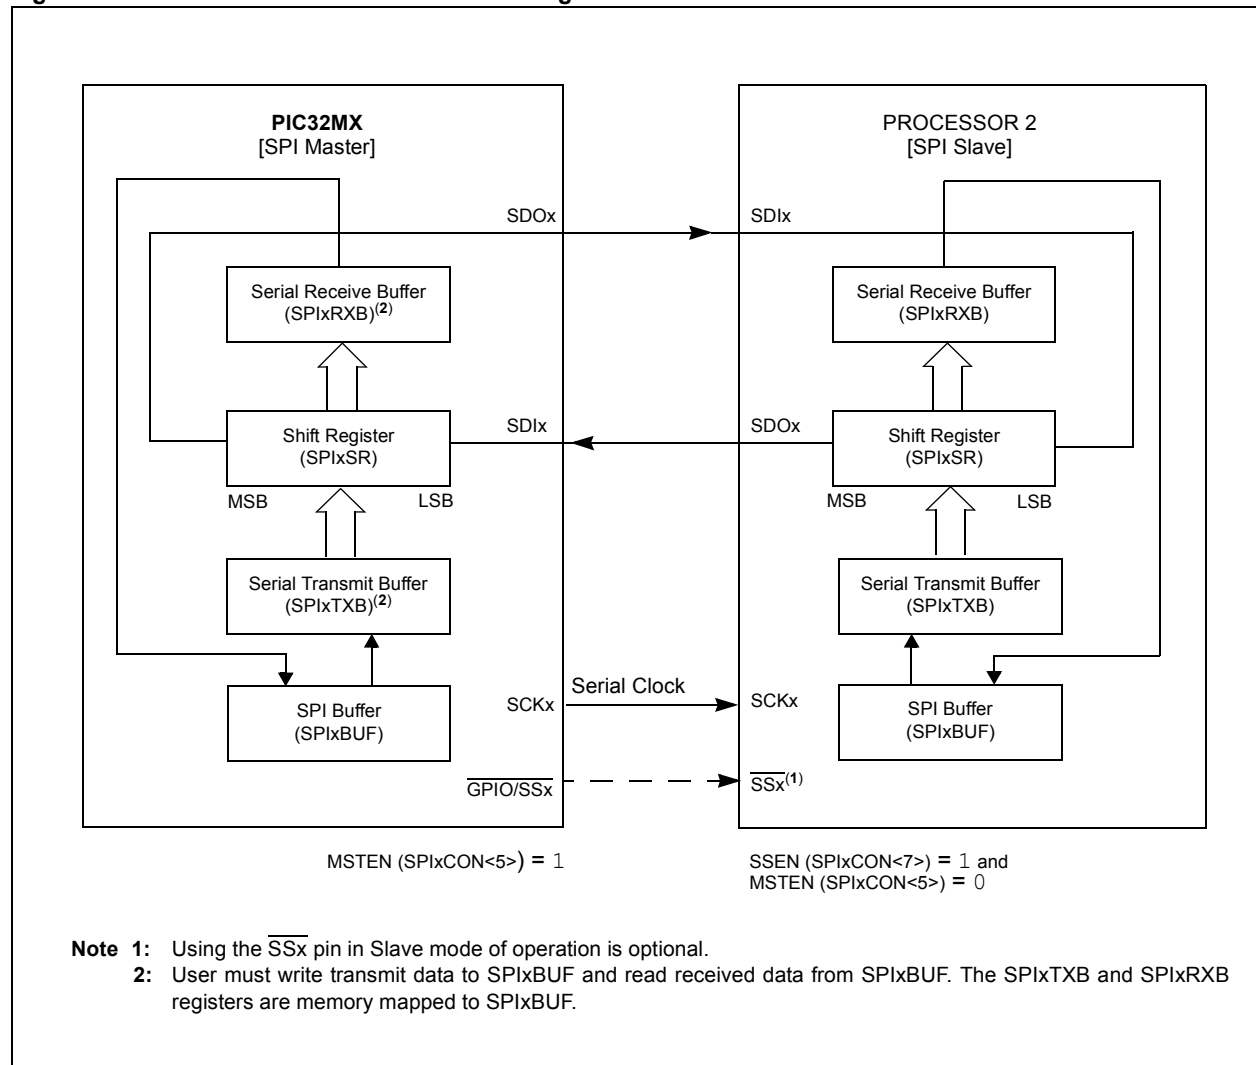 PIC32MX
[SPI Master]
SDOx
Serial Receive Buffer
(SPIxRXB)(2)
Shift Register
(SPIxSR)
SDIx
MSB
LSB
Serial Transmit Buffer
(SPIxTXB)(2)
SPI Buffer
(SPIxBUF)
SCKx
GPIO/SSx
Serial Clock
PROCESSOR 2
[SPI Slave]
SDIx
Serial Receive Buffer
(SPIxRXB)
SDOx
Shift Register
(SPIxSR)
MSB
LSB
Serial Transmit Buffer
(SPIxTXB)
SCKx
SPI Buffer
(SPIxBUF)
SSx(1)
MSTEN (SPIxCON<5>) = 1
SSEN (SPIxCON<7>) = 1 and
MSTEN (SPIxCON<5>) = 0
Note 1: Using the SSx pin in Slave mode of operation is optional.
2: User must write transmit data to SPIxBUF and read received data from SPIxBUF. The SPIxTXB and SPIxRXB
registers are memory mapped to SPIxBUF.